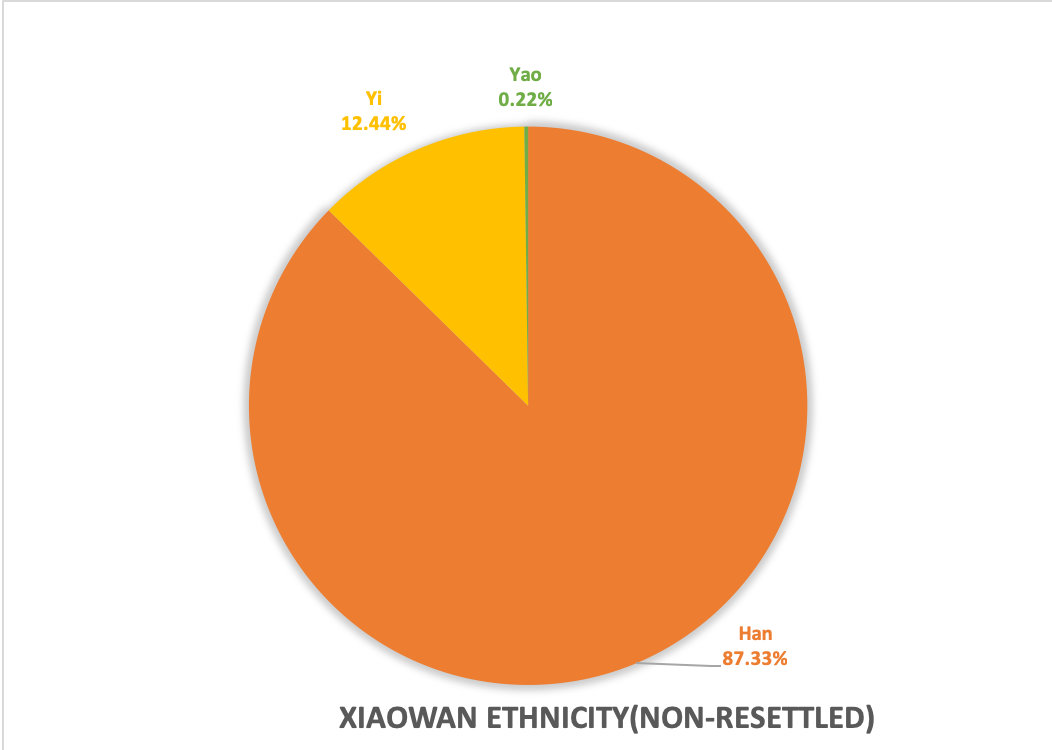 Yao
0.22%
Yi
12.44%
Han
87.33%
XIAOWAN ETHNICITY(NON-RESETTLED)